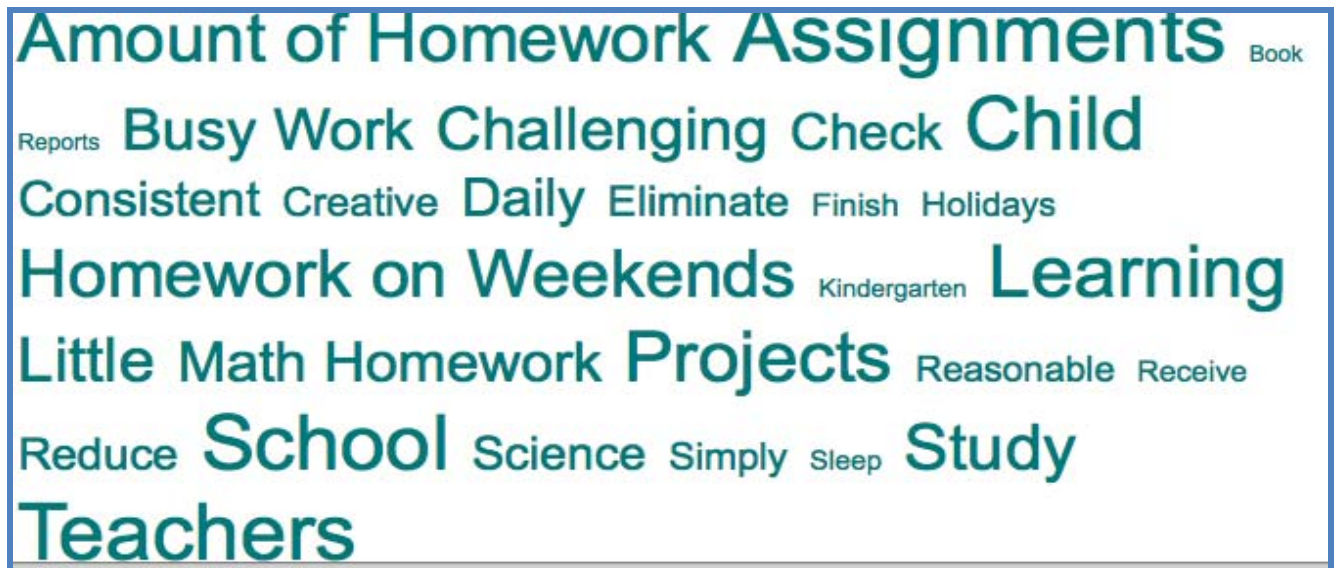 Amount of Homework Assignments Book
Reports Busy Work Challenging Check Child
Consistent Creative Daily Eliminate Finish Holidays
Homework on Weekends Kindergarten Learning
Little Math Homework Projects Reasonable Receive
Reduce School Science Simply Sleep Study
Teachers